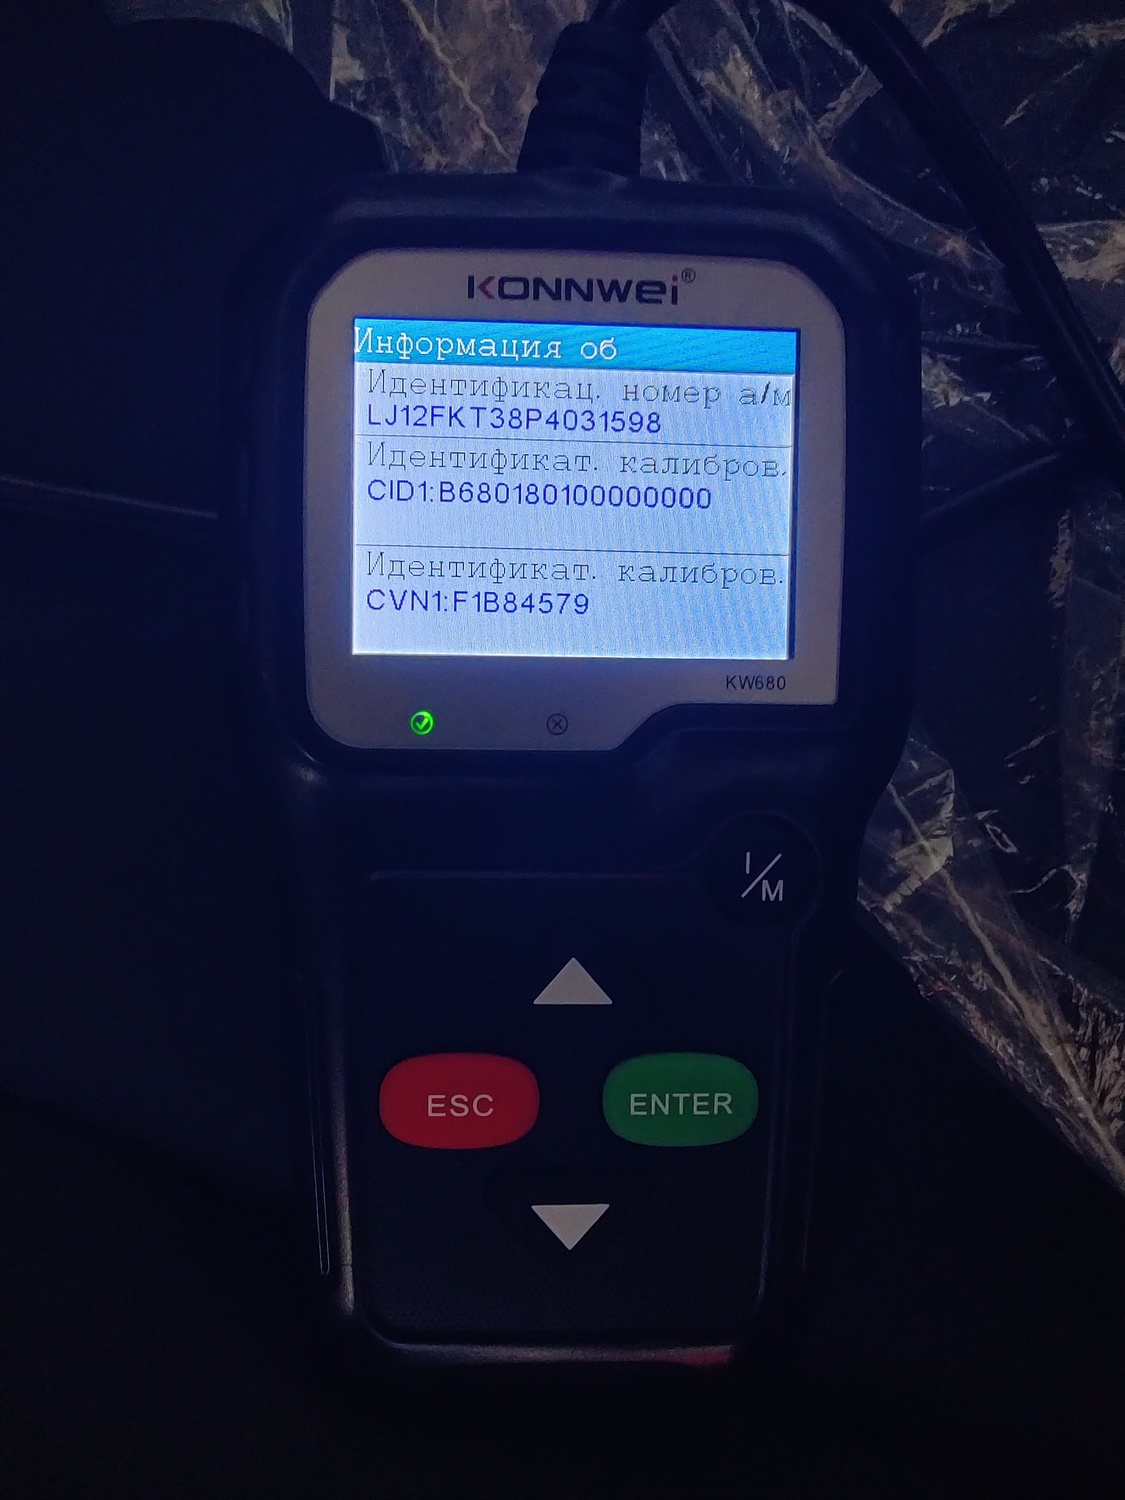 KONNWEI®
Информация об
Идентификац. номер а/м
LJ12FKT38P4031598
Идентификат. калибров.
CID1:B680180100000000
Идентификат. калибров.
CVN1:F1B84579
KW680
I/M
ESC
ENTER